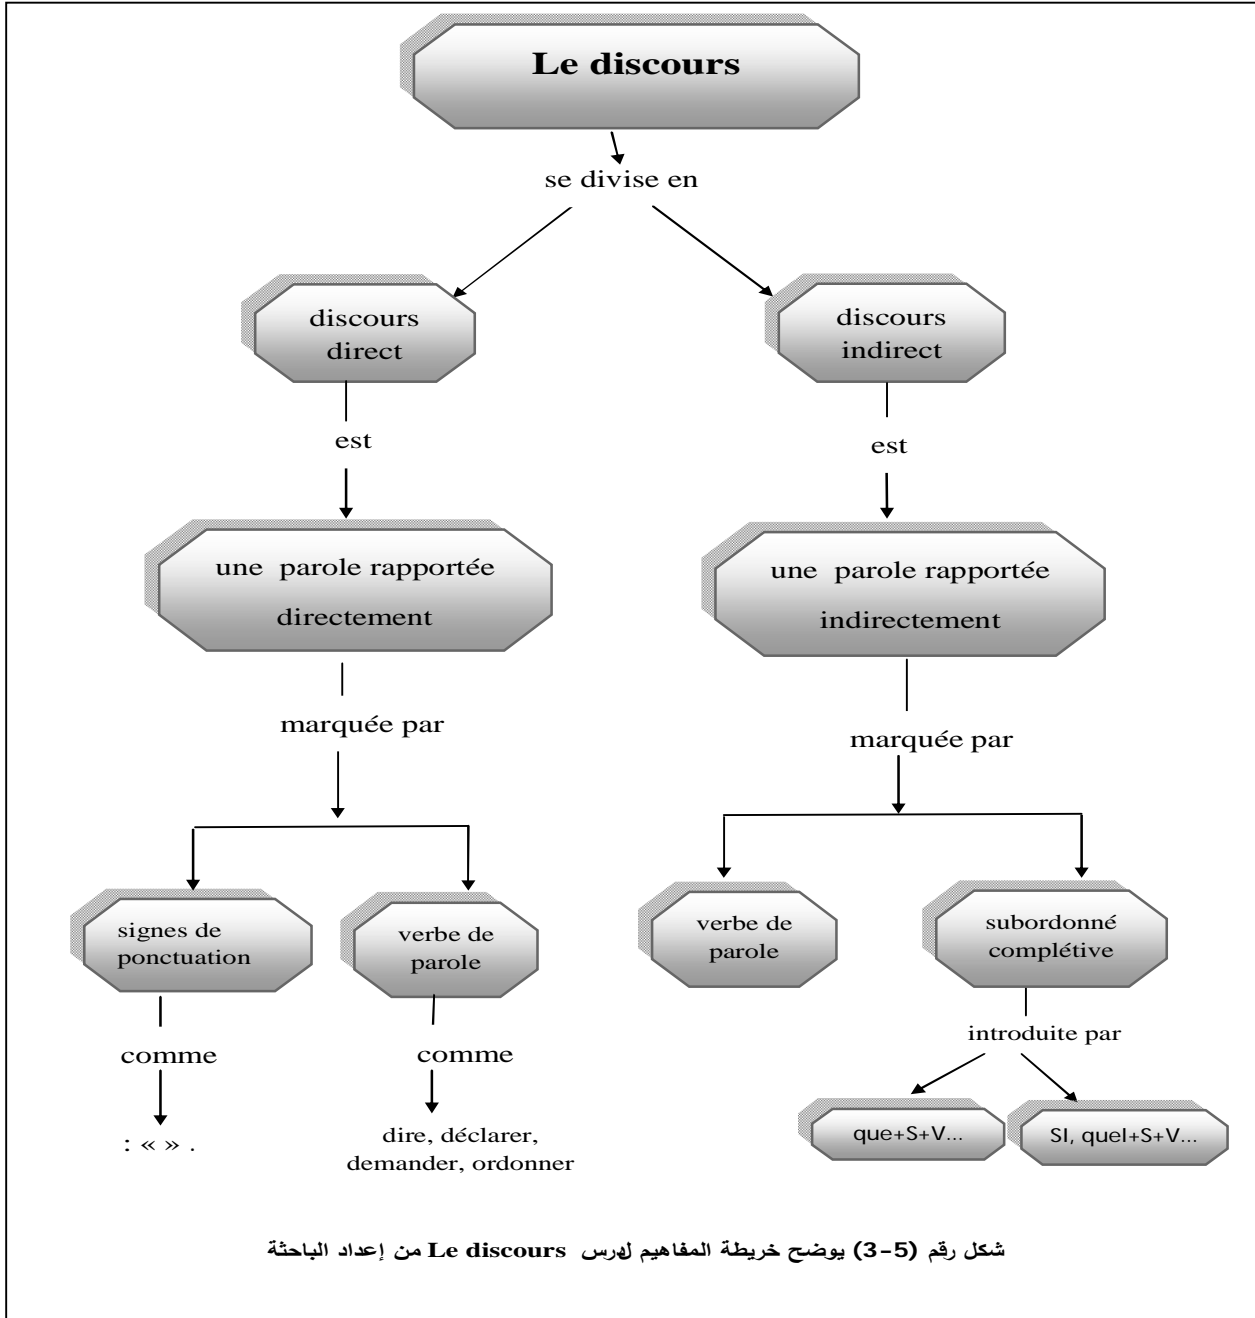 Le discours
se divise en
discours
direct
discours
indirect
est
est
une parole rapportée
directement
une parole rapportée
indirectement
marquée par
marquée par
signes de
ponctuation
verbe de
parole
verbe de
parole
subordonné
complétive
comme
comme
introduite par
: « » .
dire, déclarer,
demander, ordonner
que+S+V...
SI, quel+S+V...
شكل رقم (5-3) يوضح خريطة المفاهيم لدرس Le discours من إعداد الباحثة